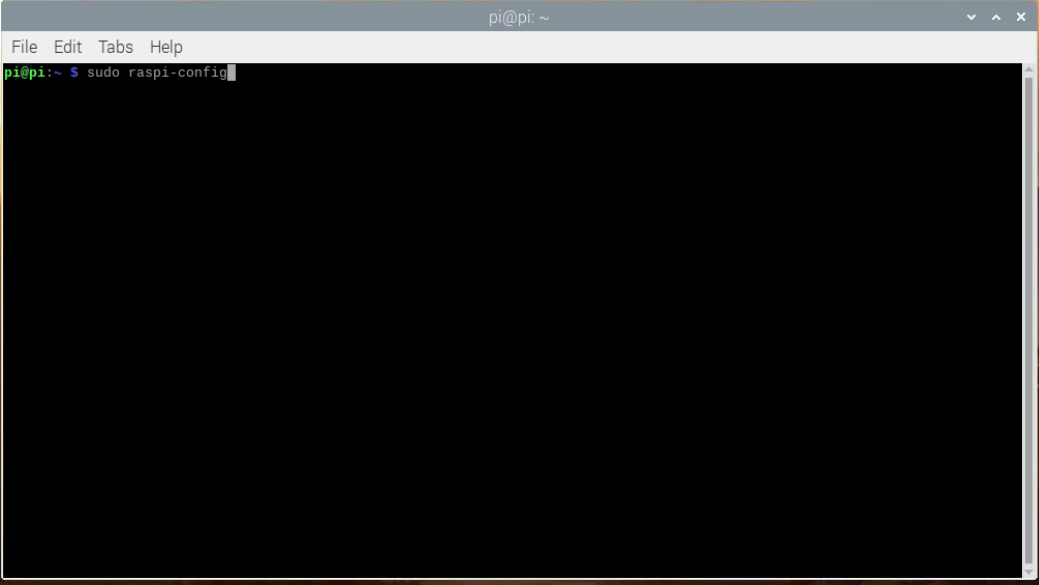 pi@pi: ~
File Edit Tabs Help
pi@pi:~ $ sudo raspi-config